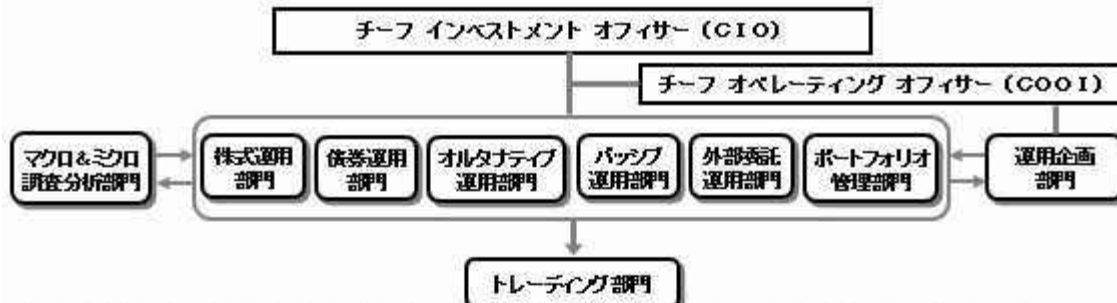 チーフ インベストメント オフィサー (CIO)
チーフ オペレーティング オフィサー (COOI)
マクロ&ミクロ
調査分析部門
株式運用
部門
債券運用
部門
オルタナティブ
運用部門
パッシブ
運用部門
外部委託
運用部門
ポートフォリオ
管理部門
運用企画
部門
トレーディング部門